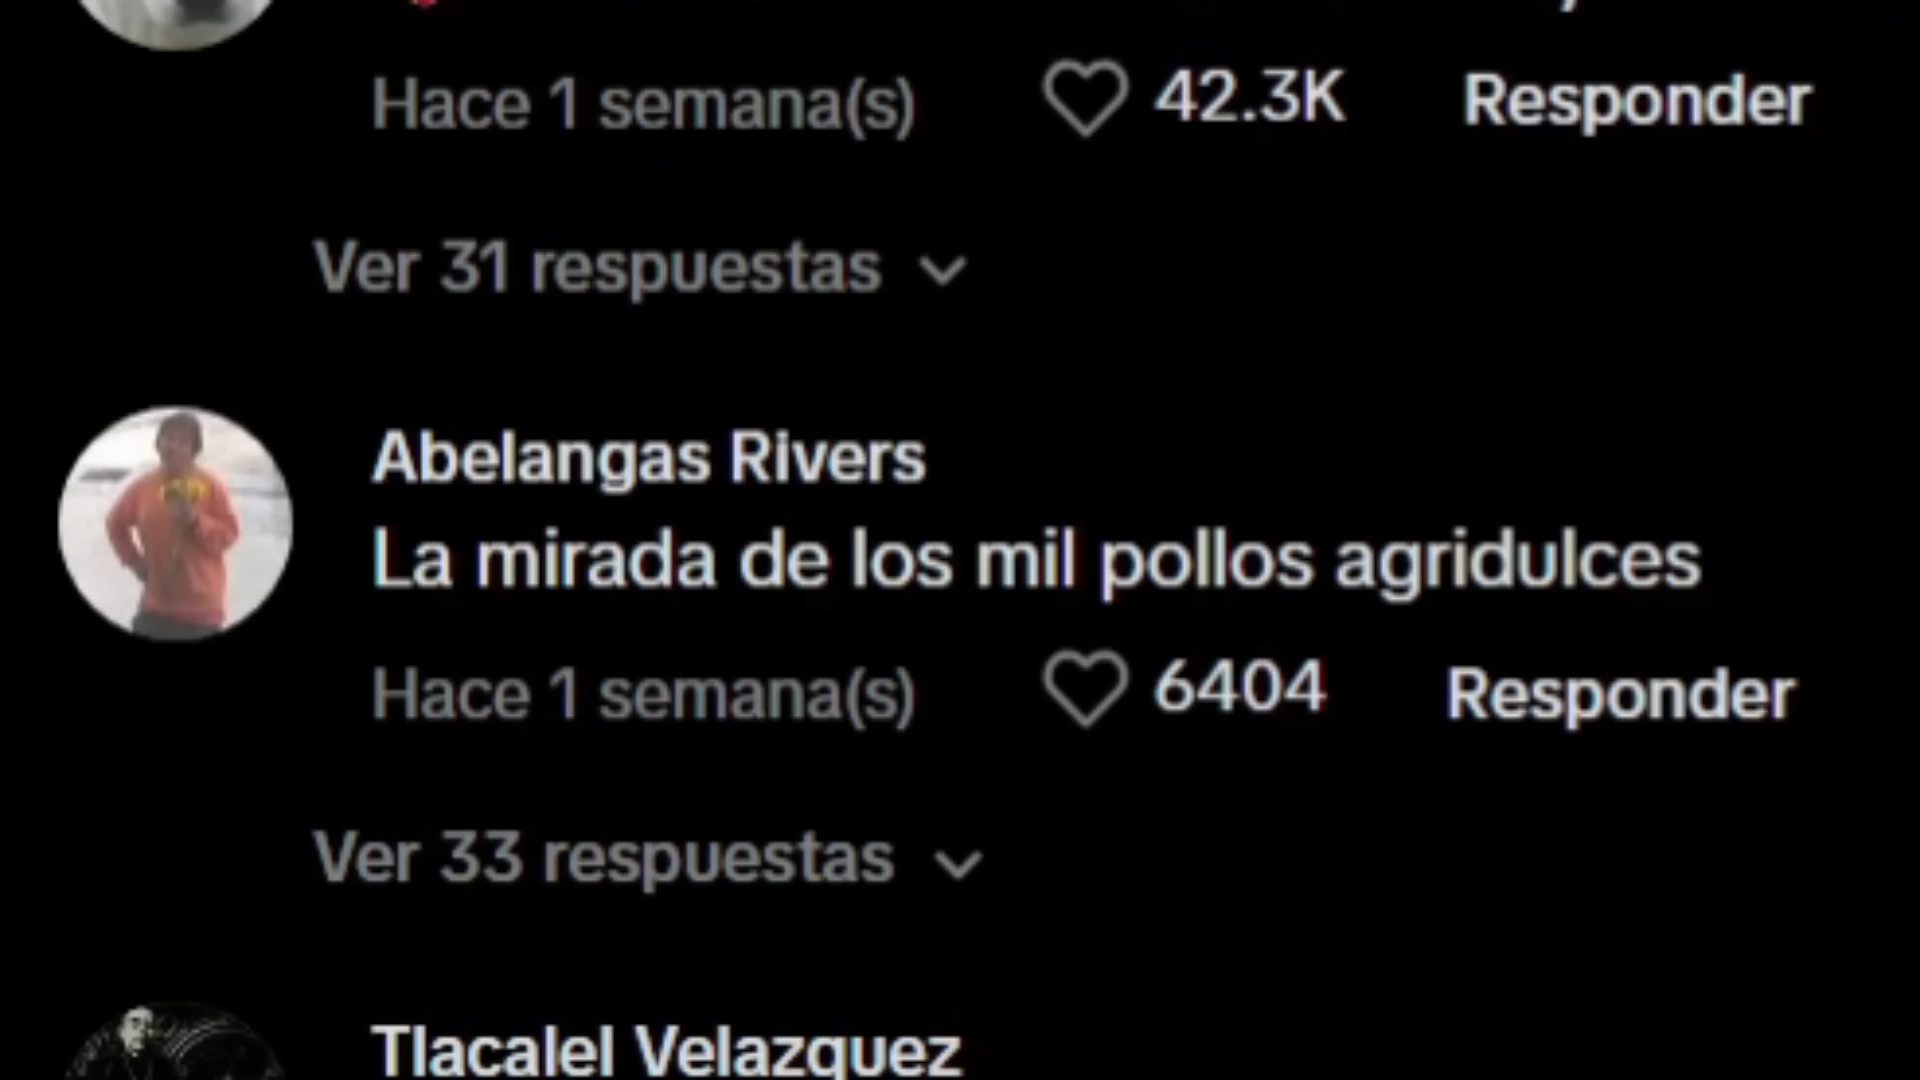 Hace 1 semana(s) 42.3K Responder
Ver 31 respuestas
Abelangas Rivers
La mirada de los mil pollos agridulces
Hace 1 semana(s) 6404 Responder
Ver 33 respuestas
Tlacalel Velazquez